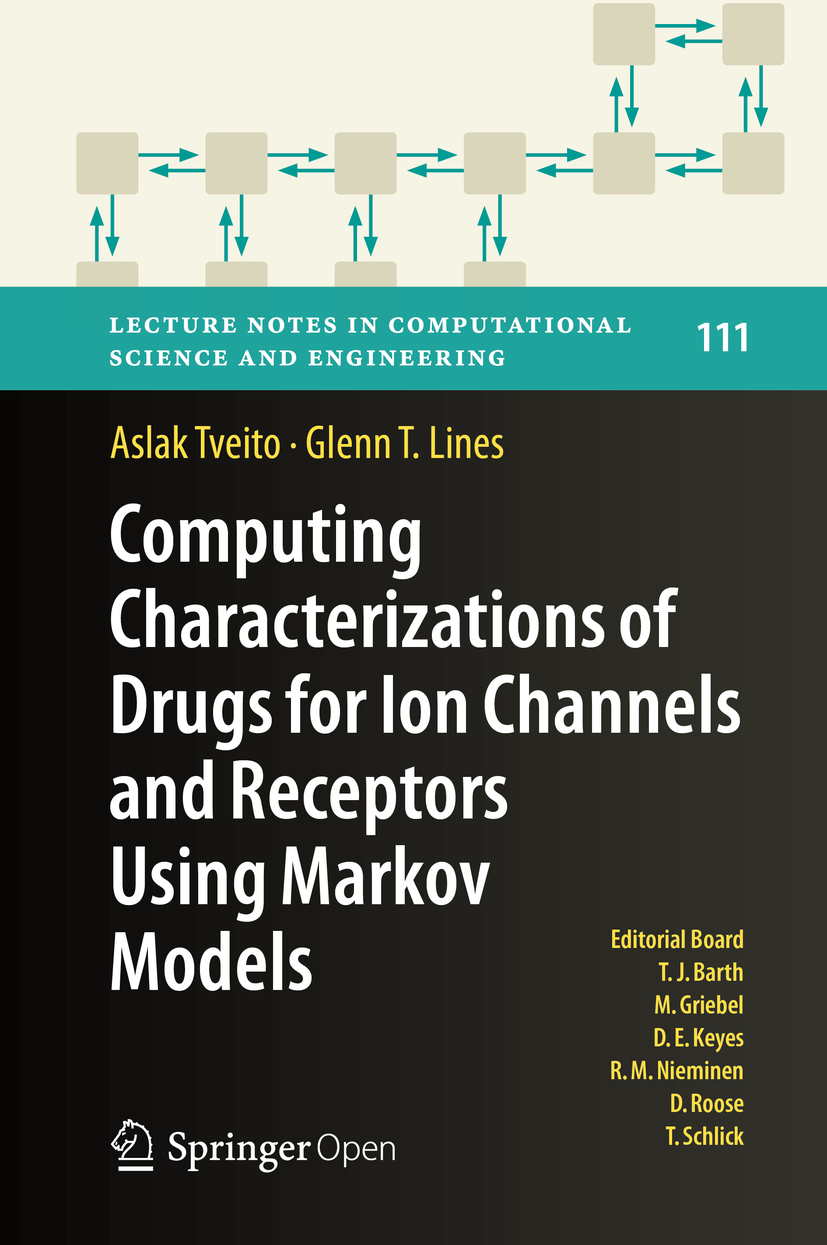 LECTURE NOTES IN COMPUTATIONAL
SCIENCE AND ENGINEERING
111
Aslak Tveito · Glenn T. Lines
Computing
Characterizations of
Drugs for Ion Channels
and Receptors
Using Markov
Models
Editorial Board
T. J. Barth
M. Griebel
D. E. Keyes
R. M. Nieminen
D. Roose
T. Schlick
Springer Open